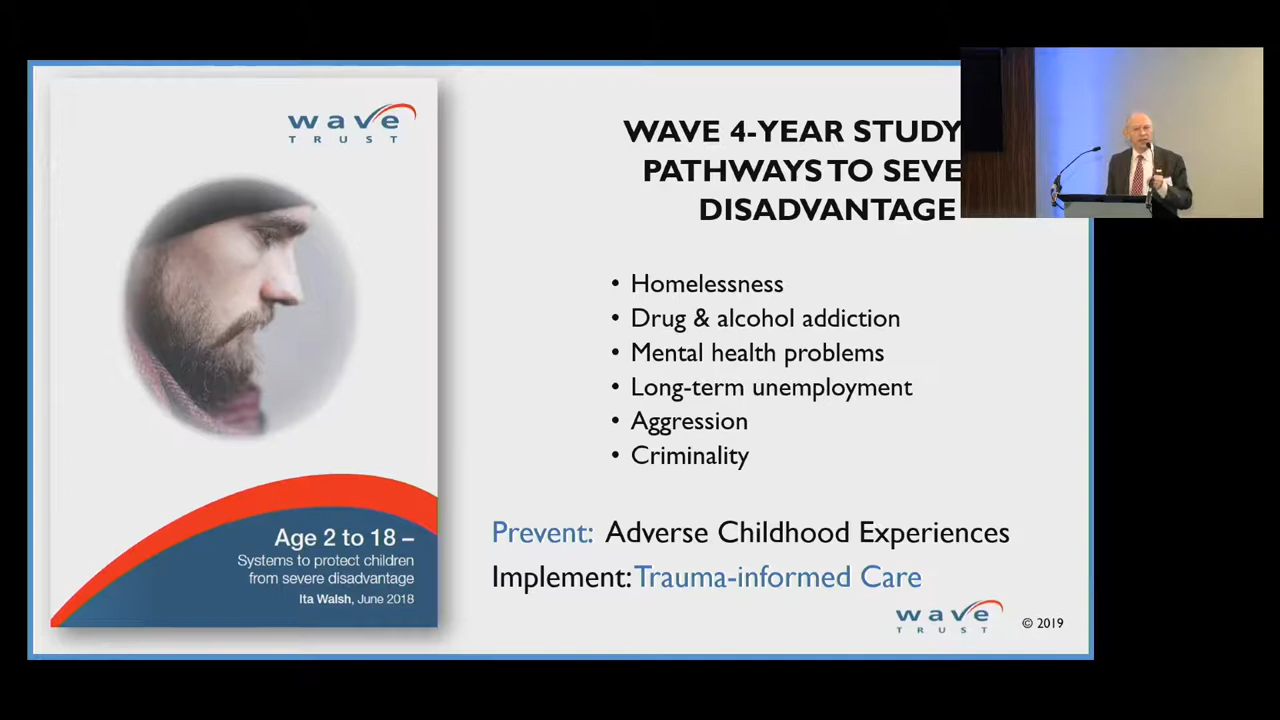 wave
TRUST
Age 2 to 18 –
Systems to protect children
from severe disadvantage
Ita Walsh, June 2018
WAVE 4-YEAR STUDY
PATHWAYS TO SEVE
DISADVANTAGE
• Homelessness
• Drug & alcohol addiction
• Mental health problems
• Long-term unemployment
• Aggression
• Criminality
Prevent: Adverse Childhood Experiences
Implement: Trauma-informed Care
wave
TRUST
© 2019